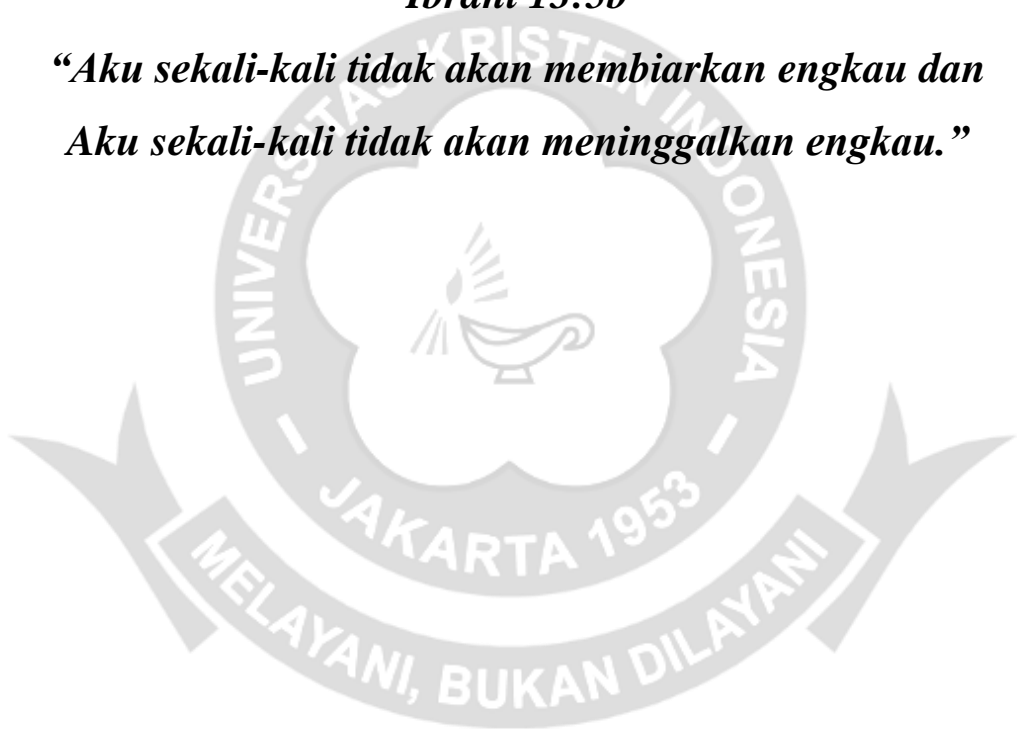 Ibrani 13:5b
“Aku sekali-kali tidak akan membiarkan engkau dan
Aku sekali-kali tidak akan meninggalkan engkau.”
UNIVERSITAS KRISTEN INDONESIA
JAKARTA 1953
MELAYANI, BUKAN DILAYANI